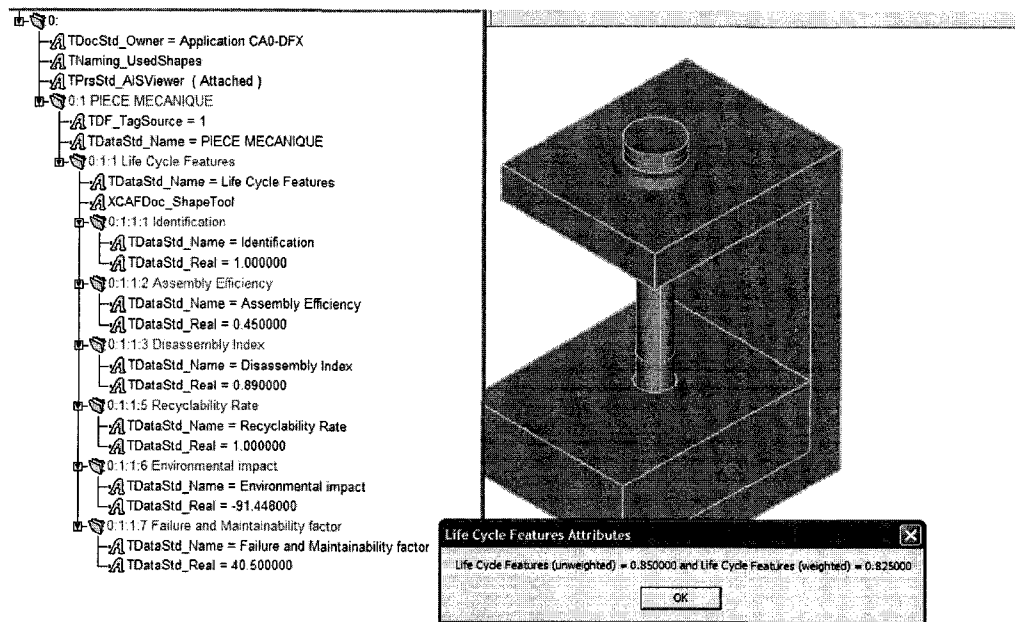 0:
TDocStd_Owner = Application CA0-DFX
TNaming_UsedShapes
TPrsStd_AISViewer ( Attached )
0:1 PIECE MECANIQUE
TDF_TagSource = 1
TDataStd_Name = PIECE MECANIQUE
0:1:1 Life Cycle Features
TDataStd_Name = Life Cycle Features
XCAFDoc_ShapeTool
0:1:1:1 Identification
TDataStd_Name = Identification
TDataStd_Real = 1.000000
0:1:1:2 Assembly Efficiency
TDataStd_Name = Assembly Efficiency
TDataStd_Real = 0.450000
0:1:1:3 Disassembly Index
TDataStd_Name = Disassembly Index
TDataStd_Real = 0.890000
0:1:1:5 Recyclability Rate
TDataStd_Name = Recyclability Rate
TDataStd_Real = 1.000000
0:1:1:6 Environmental impact
TDataStd_Name = Environmental impact
TDataStd_Real = -91.448000
0:1:1:7 Failure and Maintainability factor
TDataStd_Name = Failure and Maintainability factor
TDataStd_Real = 40.500000
Life Cycle Features Attributes
Life Cycle Features (unweighted) = 0.850000 and Life Cycle Features (weighted) = 0.825000
OK